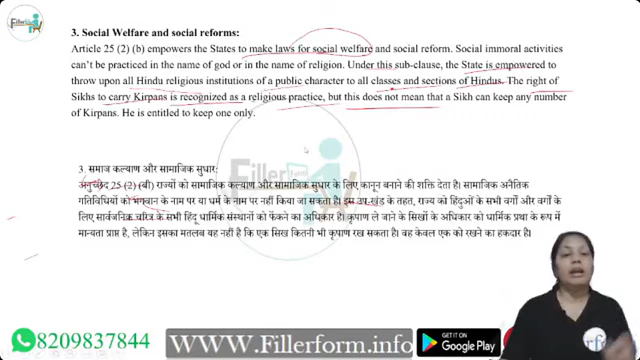 Fillerform
3. Social Welfare and social reforms:
Article 25 (2) (b) empowers the States to make laws for social welfare and social reform. Social immoral activities
can't be practiced in the name of god or in the name of religion. Under this sub-clause, the State is empowered to
throw upon all Hindu religious institutions of a public character to all classes and sections of Hindus. The right of
Sikhs to carry Kirpans is recognized as a religious practice, but this does not mean that a Sikh can keep any number
of Kirpans. He is entitled to keep one only.
3. समाज कल्याण और सामाजिक सुधार:
अनुच्छेद 25 (2) (बी) राज्यों को सामाजिक कल्याण और सामाजिक सुधार के लिए कानून बनाने की शक्ति देता है। सामाजिक अनैतिक
गतिविधियों को भगवान के नाम पर या धर्म के नाम पर नहीं किया जा सकता है। इस उप-खंड के तहत, राज्य को हिंदुओं के सभी वर्गों और वर्गों के
लिए सार्वजनिक चरित्र के सभी हिंदू धार्मिक संस्थानों को फेंकने का अधिकार है। कृपाण ले जाने के सिखों के अधिकार को धार्मिक प्रथा के रूप में
मान्यता प्राप्त है, लेकिन इसका मतलब यह नहीं है कि एक सिख कितनी भी कृपाण रख सकता है। वह केवल एक को रखने का हकदार है।
8209837844
www.Fillerform.info
GET IT ON
Google Play